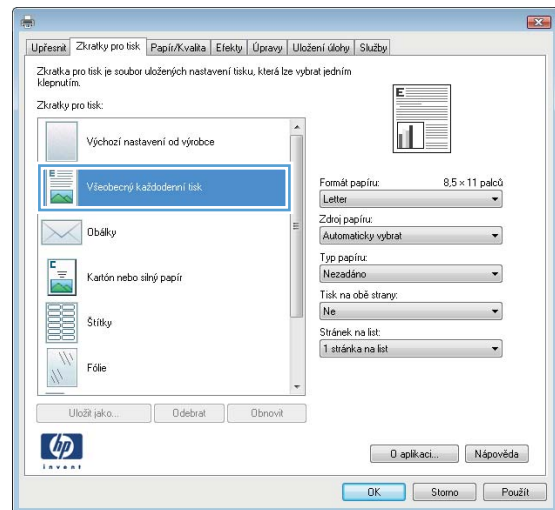 Upřesnit Zkratky pro tisk Papír/Kvalita Efekty Úpravy Uložení úlohy Služby
Zkratka pro tisk je soubor uložených nastavení tisku, která lze vybrat jedním
klepnutím.
Zkratky pro tisk:
Výchozí nastavení od výrobce
Všeobecný každodenní tisk
Obálky
Kartón nebo silný papír
Štítky
Fólie
E
Formát papíru: 8,5 × 11 palců
Letter
Zdroj papíru:
Automaticky vybrat
Typ papíru:
Nezadáno
Tisk na obě strany:
Ne
Stránek na list:
1 stránka na list
Uložit jako... Odebrat Obnovit
hp
invent
O aplikaci... Nápověda
OK Storno Použít